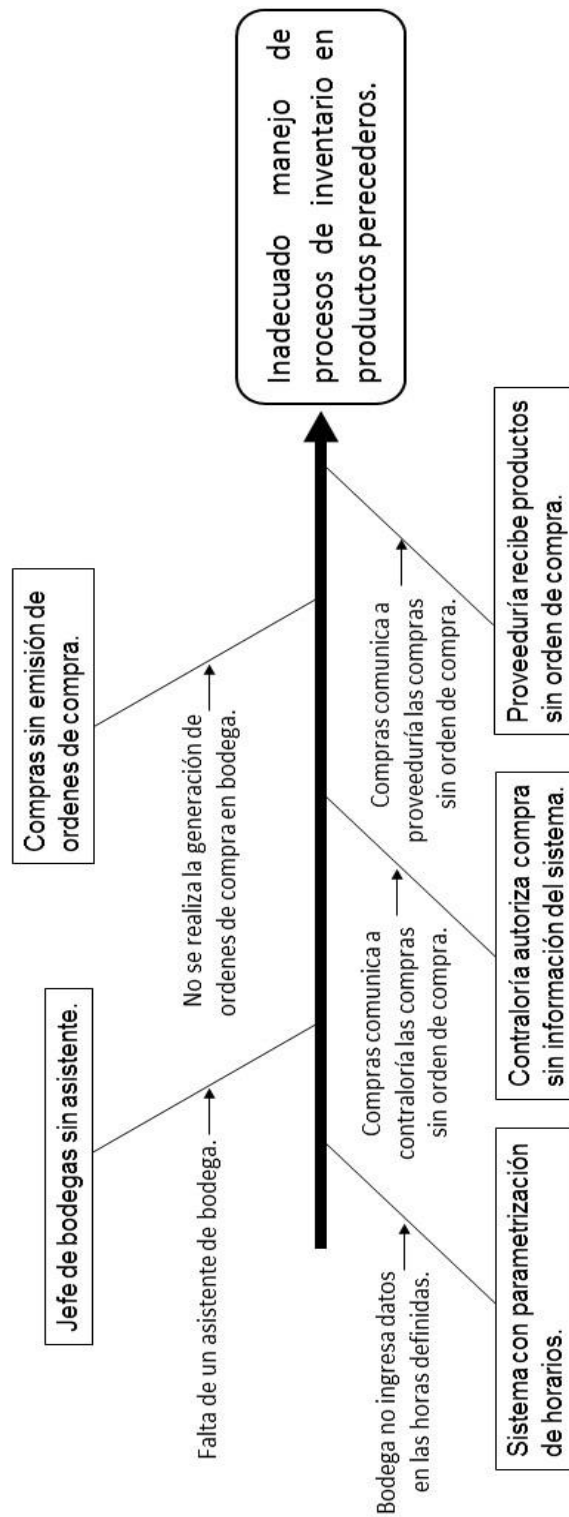 Jefe de bodegas sin asistente.
Compras sin emisión de
ordenes de compra.
Falta de un asistente de bodega.
No se realiza la generación de
ordenes de compra en bodega.
Inadecuado manejo de
procesos de inventario en
productos perecederos.
Bodega no ingresa datos
en las horas definidas.
Compras comunica a
contraloría las compras
sin orden de compra.
Compras comunica a
proveeduría las compras
sin orden de compra.
Sistema con parametrización
de horarios.
Contraloría autoriza compra
sin información del sistema.
Proveeduría recibe productos
sin orden de compra.